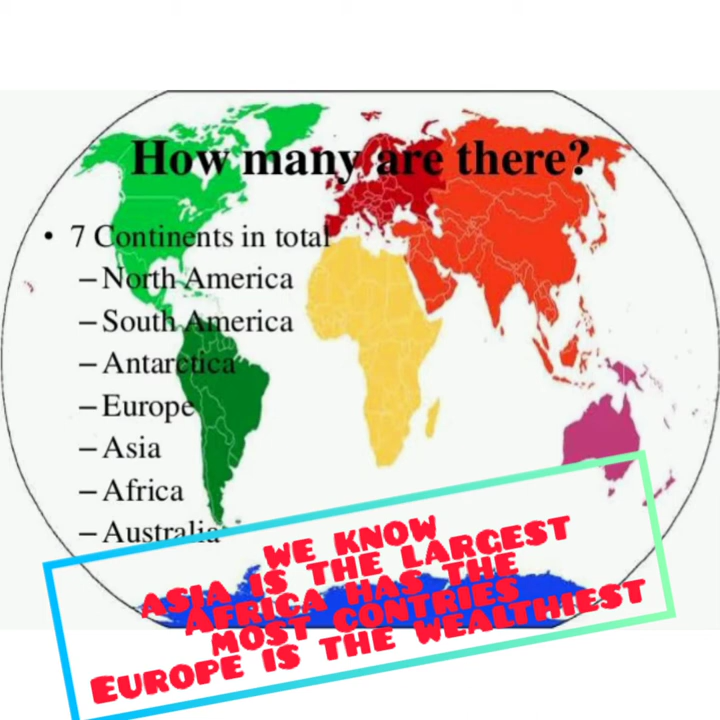 How many are there?
• 7 Continents in total
– North America
– South America
– Antarctica
– Europe
– Asia
– Africa
– Australia
WE KNOW
ASIA IS THE LARGEST
AFRICA HAS THE
MOST CONTRIES
EUROPE IS THE WEALTHIEST